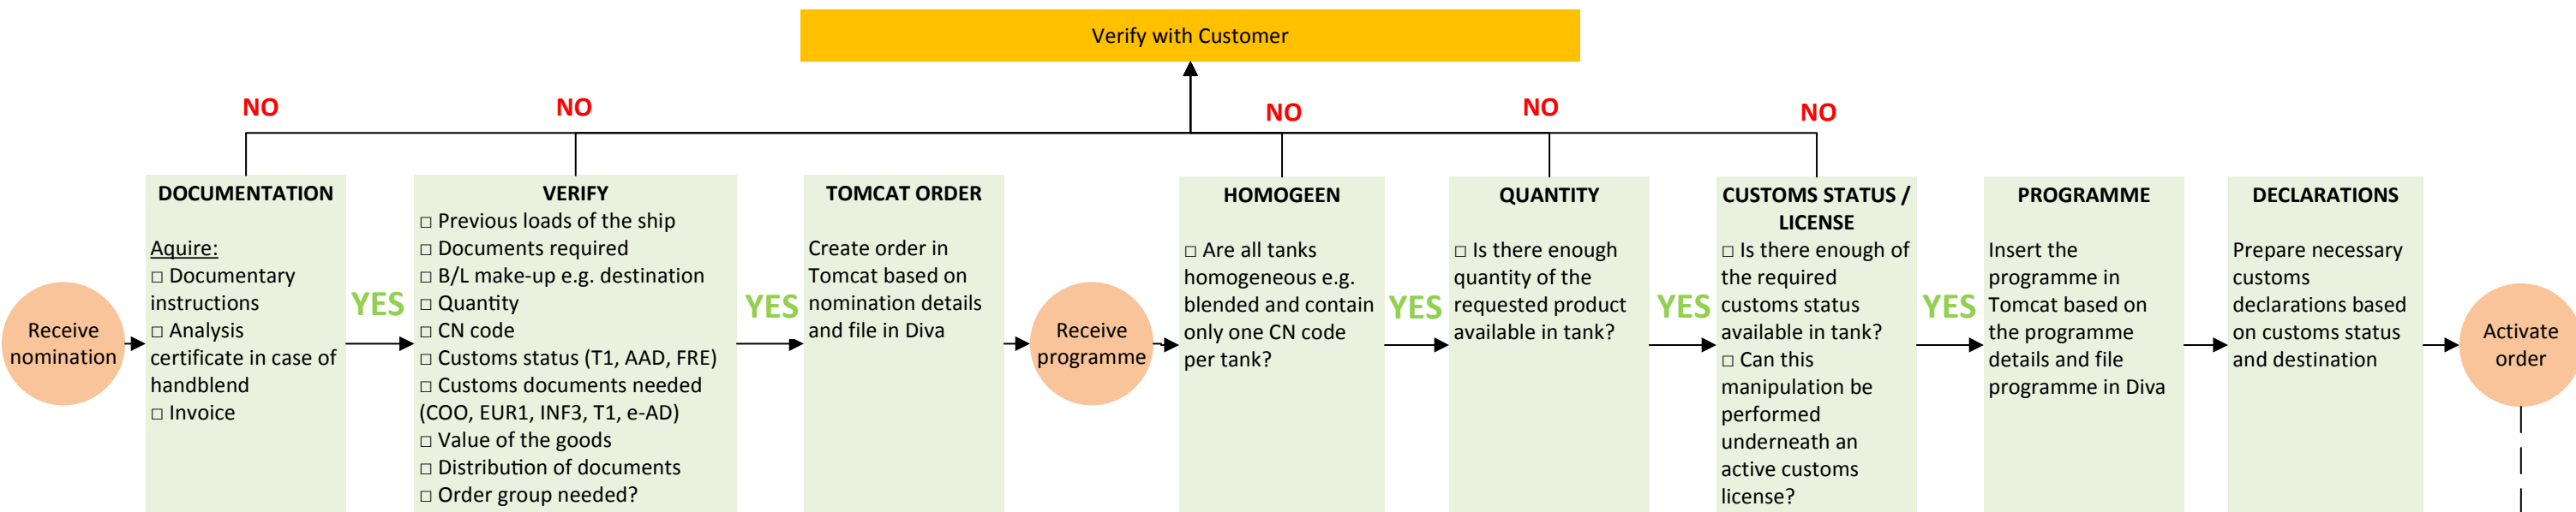 Verify with Customer
NO
NO
NO
NO
NO
Receive
nomination
DOCUMENTATION
Aquire:
□ Documentary
instructions
□ Analysis
certificate in case of
handblend
□ Invoice
YES
VERIFY
□ Previous loads of the ship
□ Documents required
□ B/L make-up e.g. destination
□ Quantity
□ CN code
□ Customs status (T1, AAD, FRE)
□ Customs documents needed
(COO, EUR1, INF3, T1, e-AD)
□ Value of the goods
□ Distribution of documents
□ Order group needed?
YES
TOMCAT ORDER
Create order in
Tomcat based on
nomination details
and file in Diva
Receive
programme
HOMOGEEN
□ Are all tanks
homogeneous e.g.
blended and contain
only one CN code
per tank?
YES
QUANTITY
□ Is there enough
quantity of the
requested product
available in tank?
YES
CUSTOMS STATUS /
LICENSE
□ Is there enough of
the required
customs status
available in tank?
□ Can this
manipulation be
performed
underneath an
active customs
license?
YES
PROGRAMME
Insert the
programme in
Tomcat based on
the programme
details and file
programme in Diva
DECLARATIONS
Prepare necessary
customs
declarations based
on customs status
and destination
Activate
order